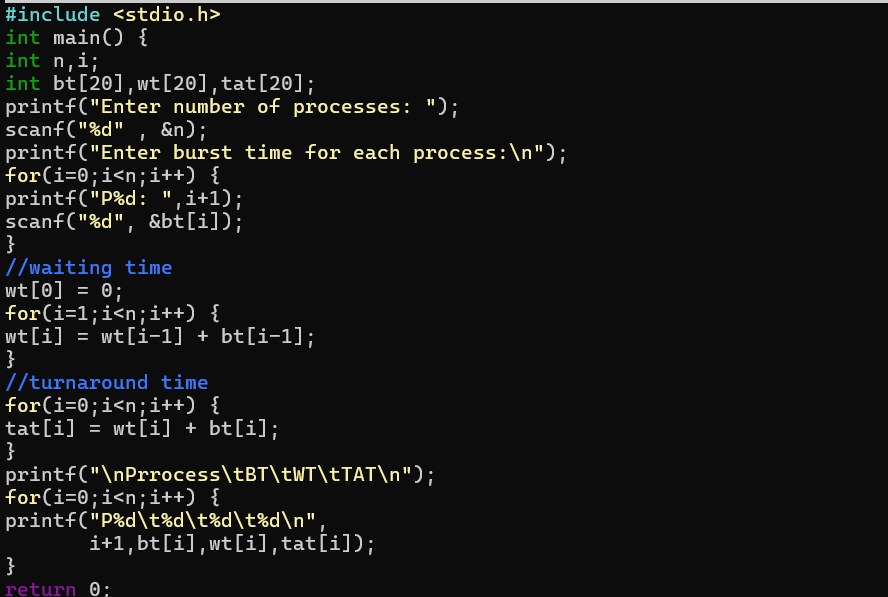 #include <stdio.h>
int main() {
int n,i;
int bt[20],wt[20],tat[20];
printf("Enter number of processes: ");
scanf("%d" , &n);
printf("Enter burst time for each process:\n");
for(i=0;i<n;i++) {
printf("P%d: ",i+1);
scanf("%d", &bt[i]);
}
//waiting time
wt[0] = 0;
for(i=1;i<n;i++) {
wt[i] = wt[i-1] + bt[i-1];
}
//turnaround time
for(i=0;i<n;i++) {
tat[i] = wt[i] + bt[i];
}
printf("\nPrrocess\tBT\tWT\tTAT\n");
for(i=0;i<n;i++) {
printf("P%d\t%d\t%d\t%d\n",
       i+1,bt[i],wt[i],tat[i]);
}
return 0;